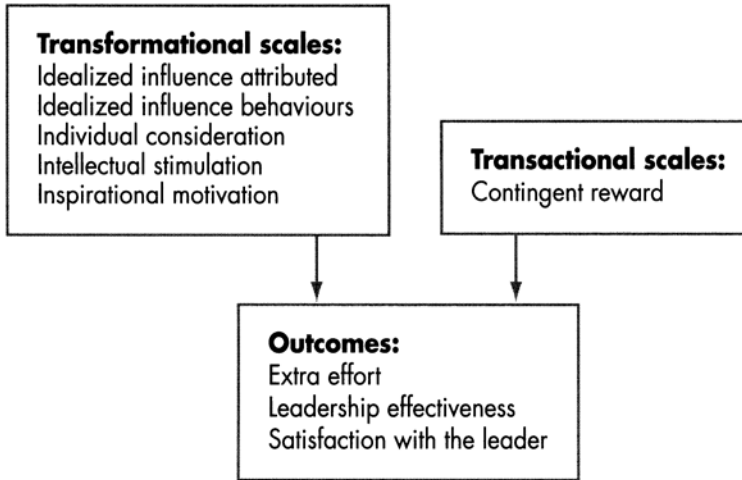 Transformational scales:
Idealized influence attributed
Idealized influence behaviours
Individual consideration
Intellectual stimulation
Inspirational motivation
Transactional scales:
Contingent reward
Outcomes:
Extra effort
Leadership effectiveness
Satisfaction with the leader